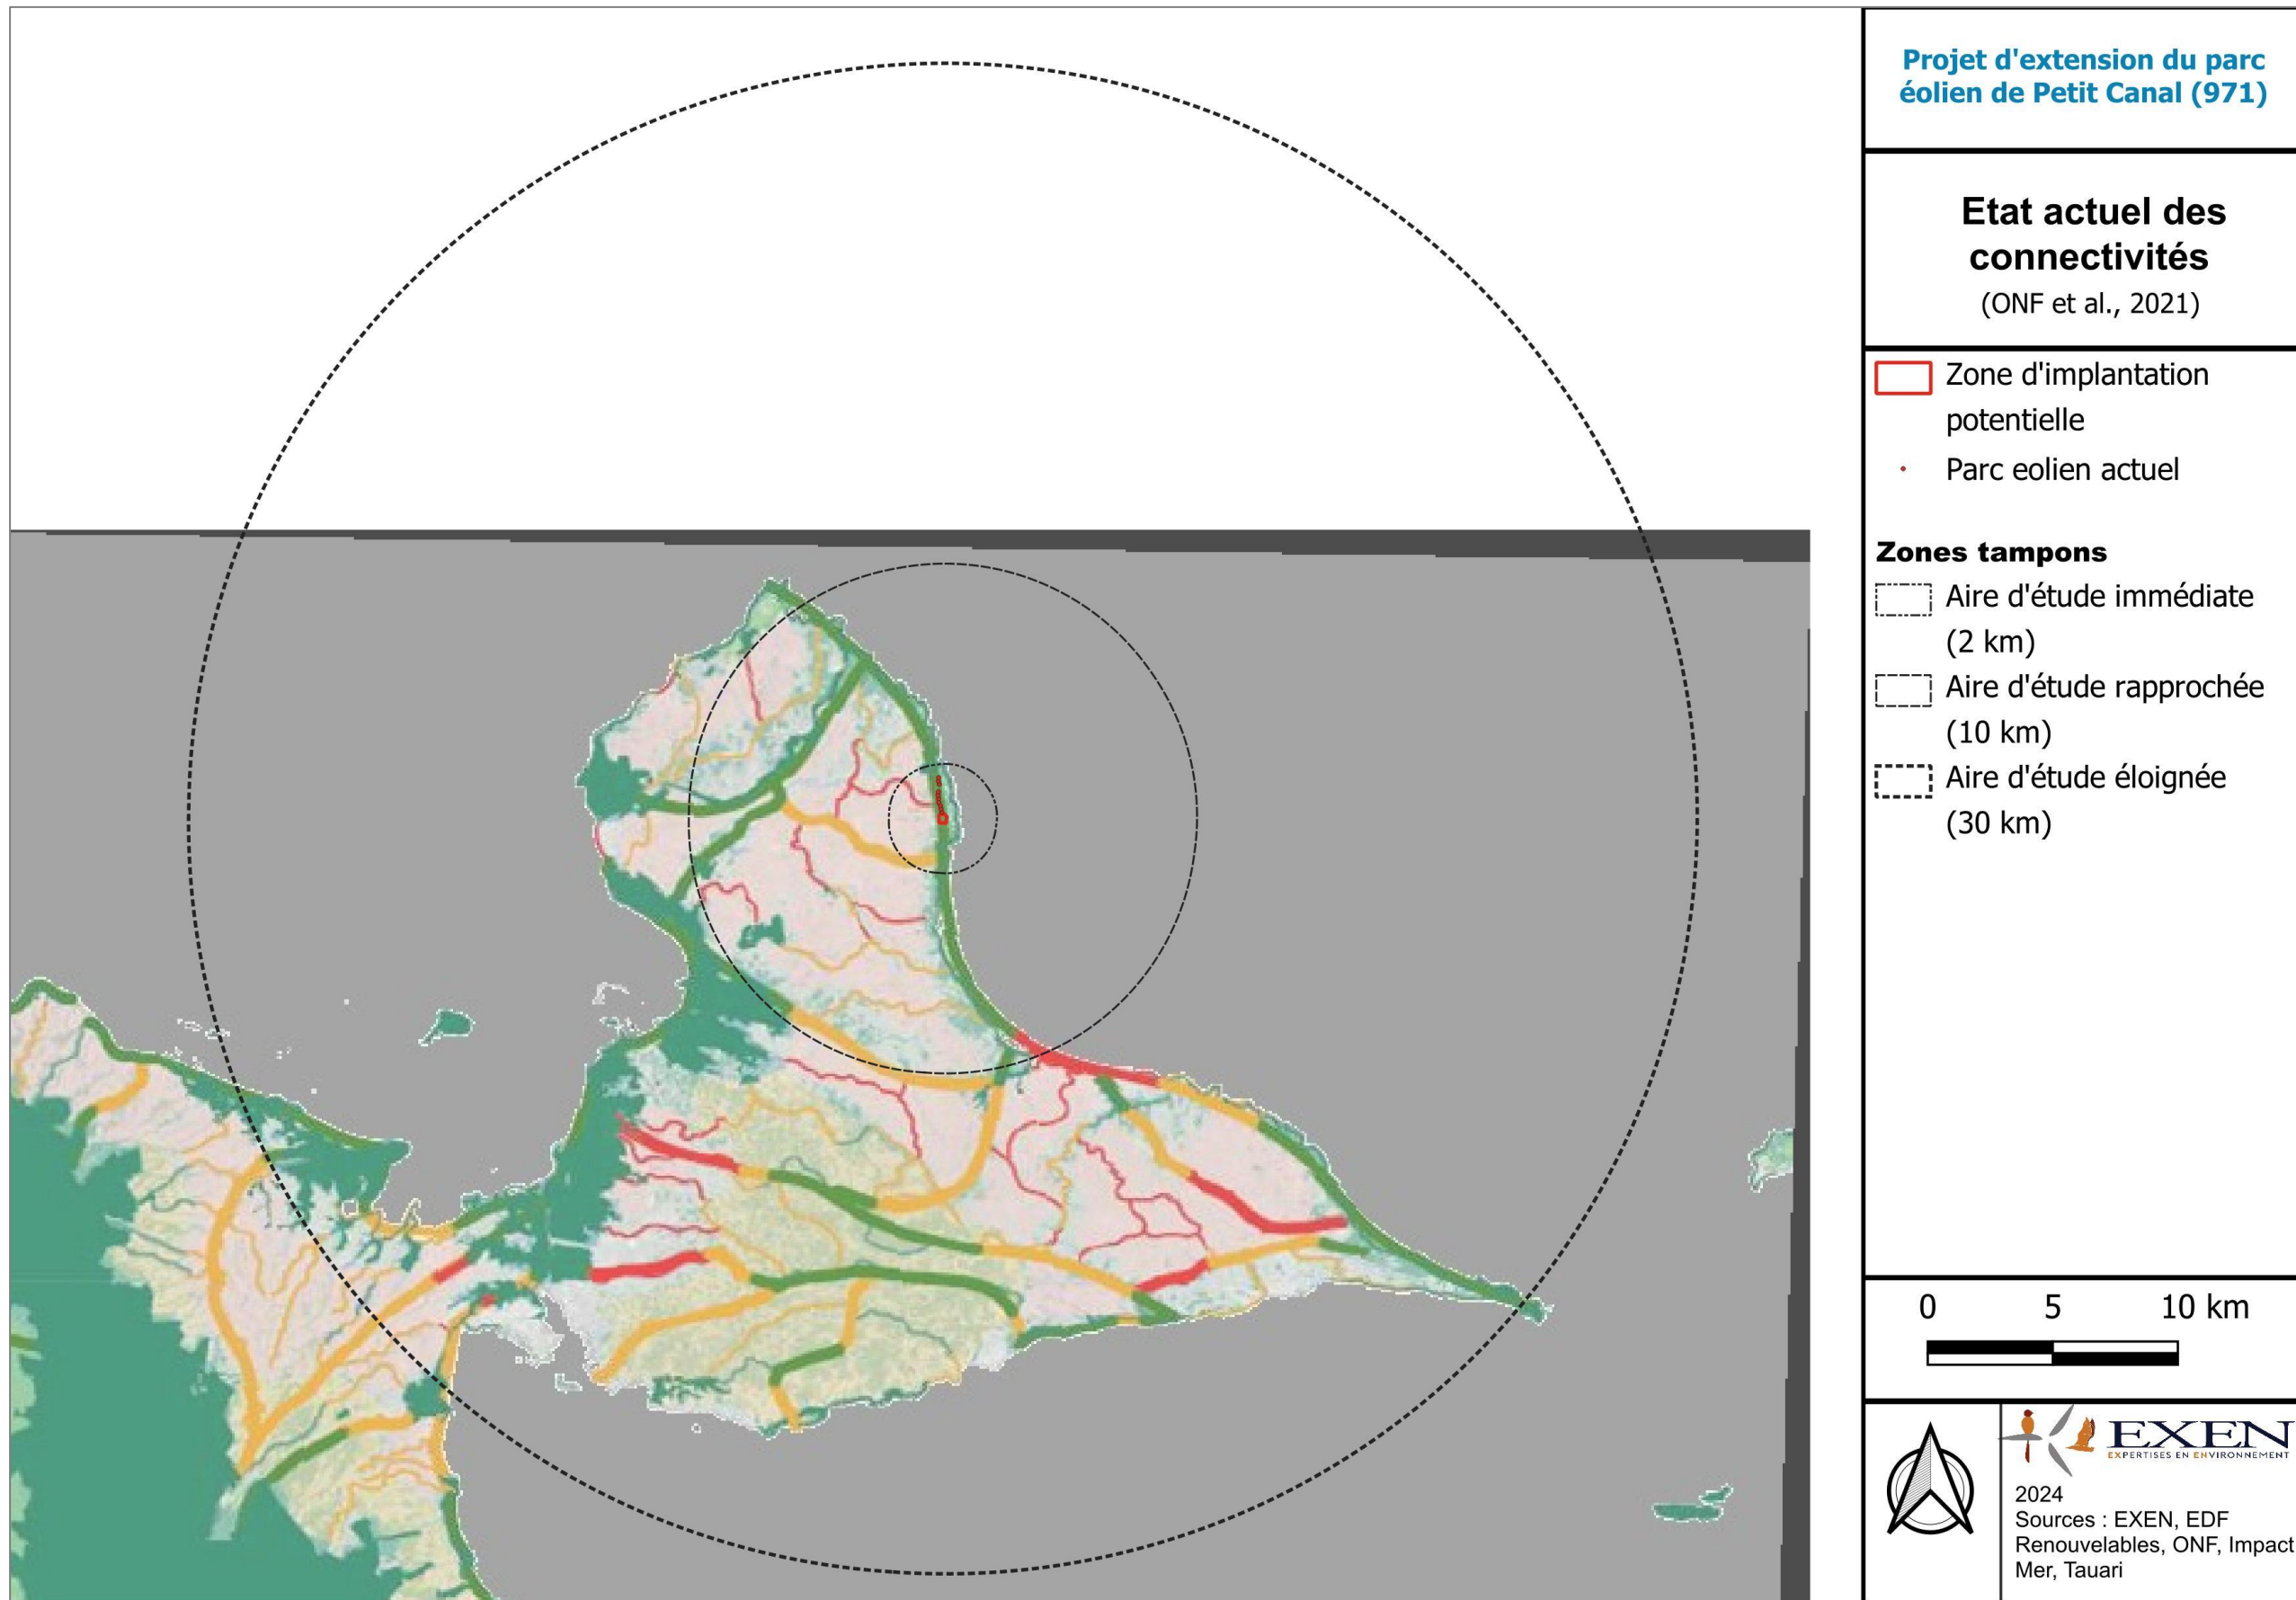 Projet d'extension du parc
éolien de Petit Canal (971)
Etat actuel des
connectivités
(ONF et al., 2021)
Zone d'implantation
potentielle
Parc eolien actuel
Zones tampons
Aire d'étude immédiate
(2 km)
Aire d'étude rapprochée
(10 km)
Aire d'étude éloignée
(30 km)
0 5 10 km
EXEN
EXPERTISES EN ENVIRONNEMENT
2024
Sources : EXEN, EDF
Renouvelables, ONF, Impact
Mer, Tauari